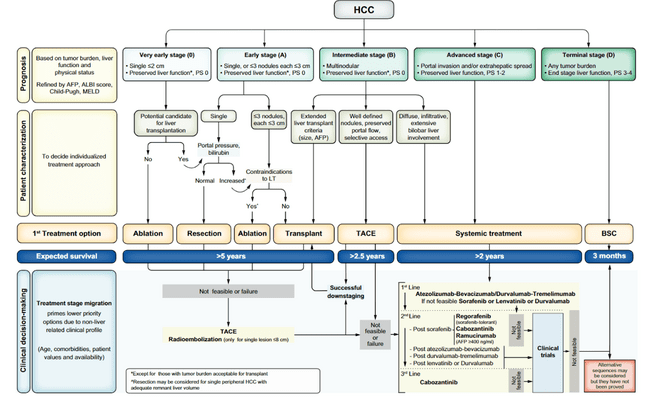 HCC
Prognosis
Based on tumor burden, liver
function and
physical status
Refined by AFP, ALBI score,
Child-Pugh, MELD
Very early stage (0)
• Single ≤2 cm
• Preserved liver function*, PS 0
Early stage (A)
• Single, or ≤3 nodules each ≤3 cm
• Preserved liver function*, PS 0
Intermediate stage (B)
• Multinodular
• Preserved liver function*, PS 0
Advanced stage (C)
• Portal invasion and/or extrahepatic spread
• Preserved liver function, PS 1-2
Terminal stage (D)
• Any tumor burden
• End stage liver function, PS 3-4
Patient characterization
To decide individualized
treatment approach
Potential candidate
for liver
transplantation
Single
≤3 nodules,
each ≤3 cm
Extended
liver transplant
criteria
(size, AFP)
Well defined
nodules, preserved
portal flow,
selective access
Diffuse, infiltrative,
extensive
bilobar liver
involvement
No
Yes
Portal pressure,
bilirubin
Normal
Increased
Contraindications
to LT
Yes
No
1st Treatment option
Ablation
Resection
Ablation
Transplant
TACE
Systemic treatment
BSC
Expected survival
>5 years
>2.5 years
>2 years
3 months
Clinical decision-making
Treatment stage migration
primes lower priority
options due to non-liver
related clinical profile
(Age, comorbidities, patient
values and availability)
Not feasible or failure
Successful
downstaging
TACE
Radioembolization (only for single lesion ≤8 cm)
Not
feasible
or
failure
1st Line
Atezolizumab-Bevacizumab/Durvalumab-Tremelimumab
If not feasible Sorafenib or Lenvatinib or Durvalumab
2nd Line
- Post sorafenib
Regorafenib
(sorafenib-tolerant)
Cabozantinib
Ramucirumab
(AFP >400 ng/ml)
- Post atezolizumab-bevacizumab
- Post durvalumab-tremelimumab
- Post lenvatinib or Durvalumab
3rd Line
Cabozantinib
Not
feasible
Not
feasible
Clinical
trials
Not feasible
Alternative
sequences may
be considered
but they have not
been proved
*Except for those with tumor burden acceptable for transplant
Resection may be considered for single peripheral HCC with
adequate remnant liver volume